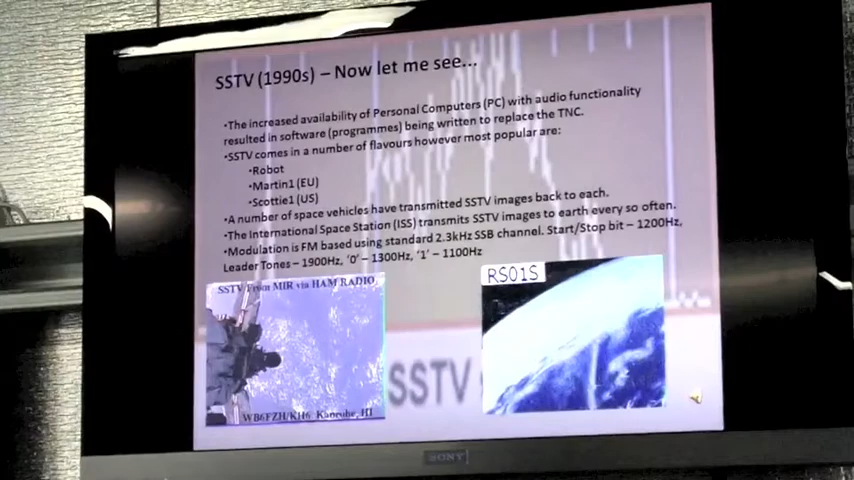 SSTV (1990s) – Now let me see...
•The increased availability of Personal Computers (PC) with audio functionality
resulted in software (programmes) being written to replace the TNC.
•SSTV comes in a number of flavours however most popular are:
•Robot
•Martin1 (EU)
•Scottie1 (US)
•A number of space vehicles have transmitted SSTV images back to each.
•The International Space Station (ISS) transmits SSTV images to earth every so often.
•Modulation is FM based using standard 2.3kHz SSB channel. Start/Stop bit – 1200Hz,
Leader Tones – 1900Hz, '0' – 1300Hz, '1' – 1100Hz
SSTV From MIR via HAM RADIO
RS01S
SSTV
WB6FZH/KH6 HI
SONY